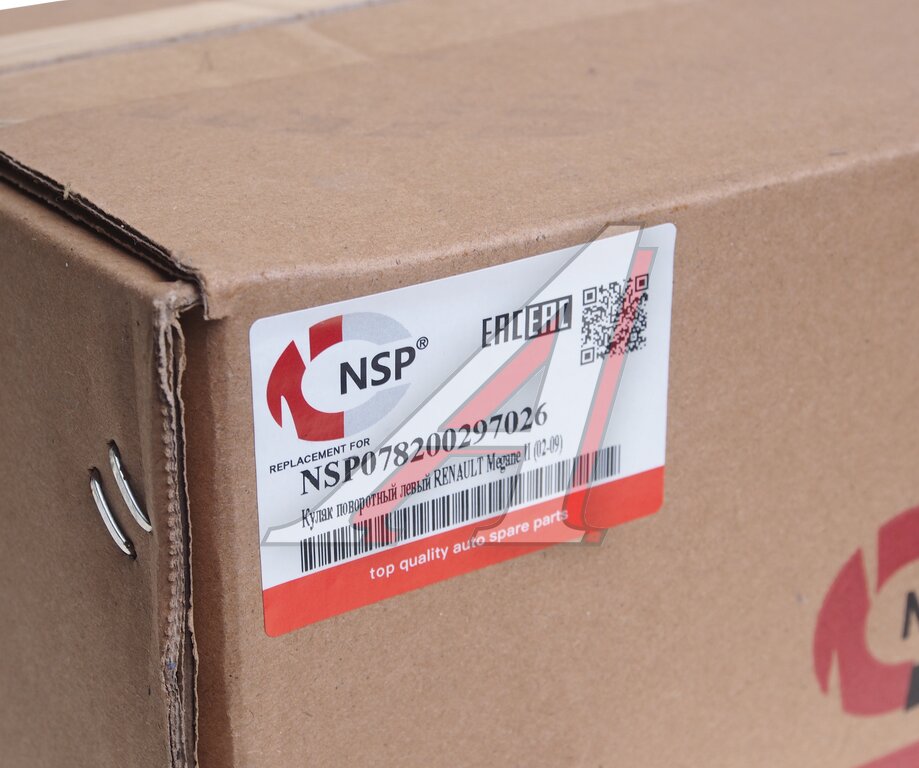 NSP®
EAC EAC
REPLACEMENT FOR
NSP078200297026
Кулак поворотный левый RENAULT Megane II (02-09)
top quality auto spare parts